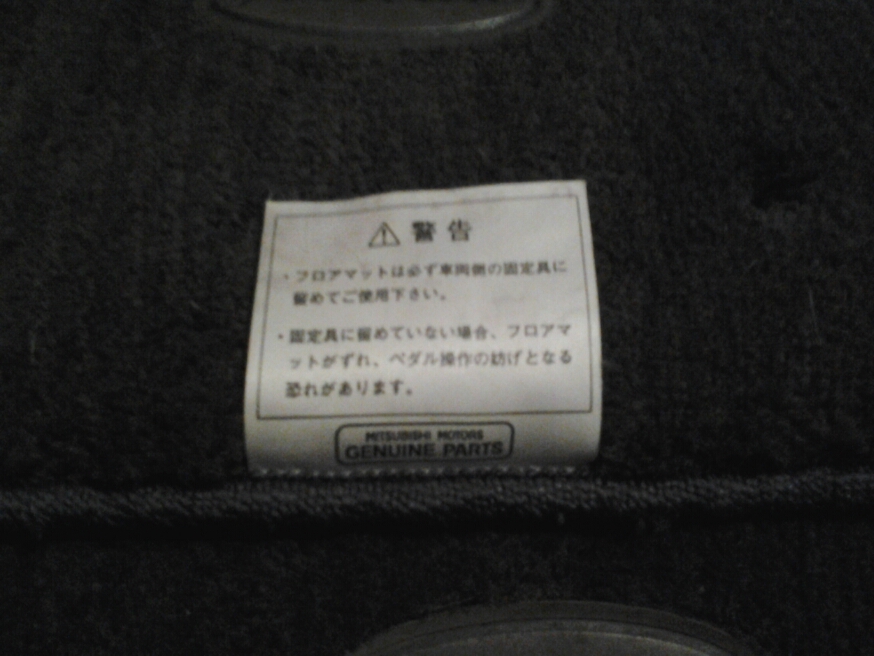 ⚠警告
・フロアマットは必ず車両側の固定具に
留めてご使用下さい。
・固定具に留めていない場合、フロアマ
ットがずれ、ペダル操作の妨げとなる
恐れがあります。
MITSUBISHI MOTORS
GENUINE PARTS